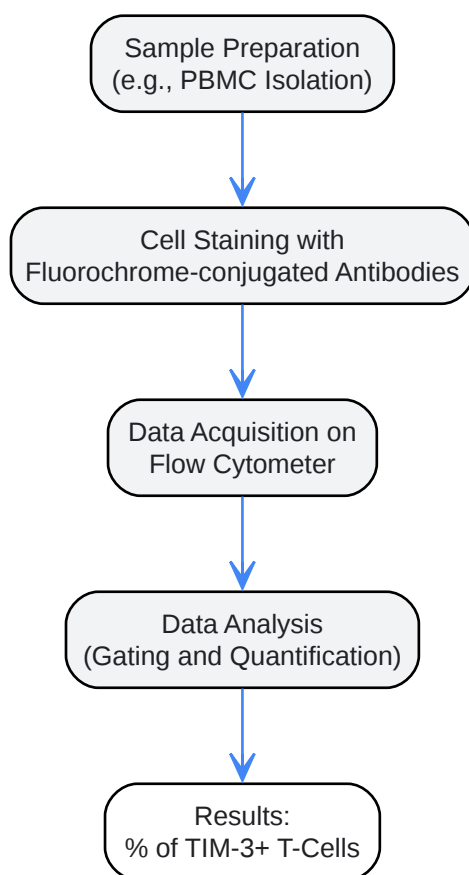 Sample Preparation
(e.g., PBMC Isolation)
Cell Staining with
Fluorochrome-conjugated Antibodies
Data Acquisition on
Flow Cytometer
Data Analysis
(Gating and Quantification)
Results:
% of TIM-3+ T-Cells